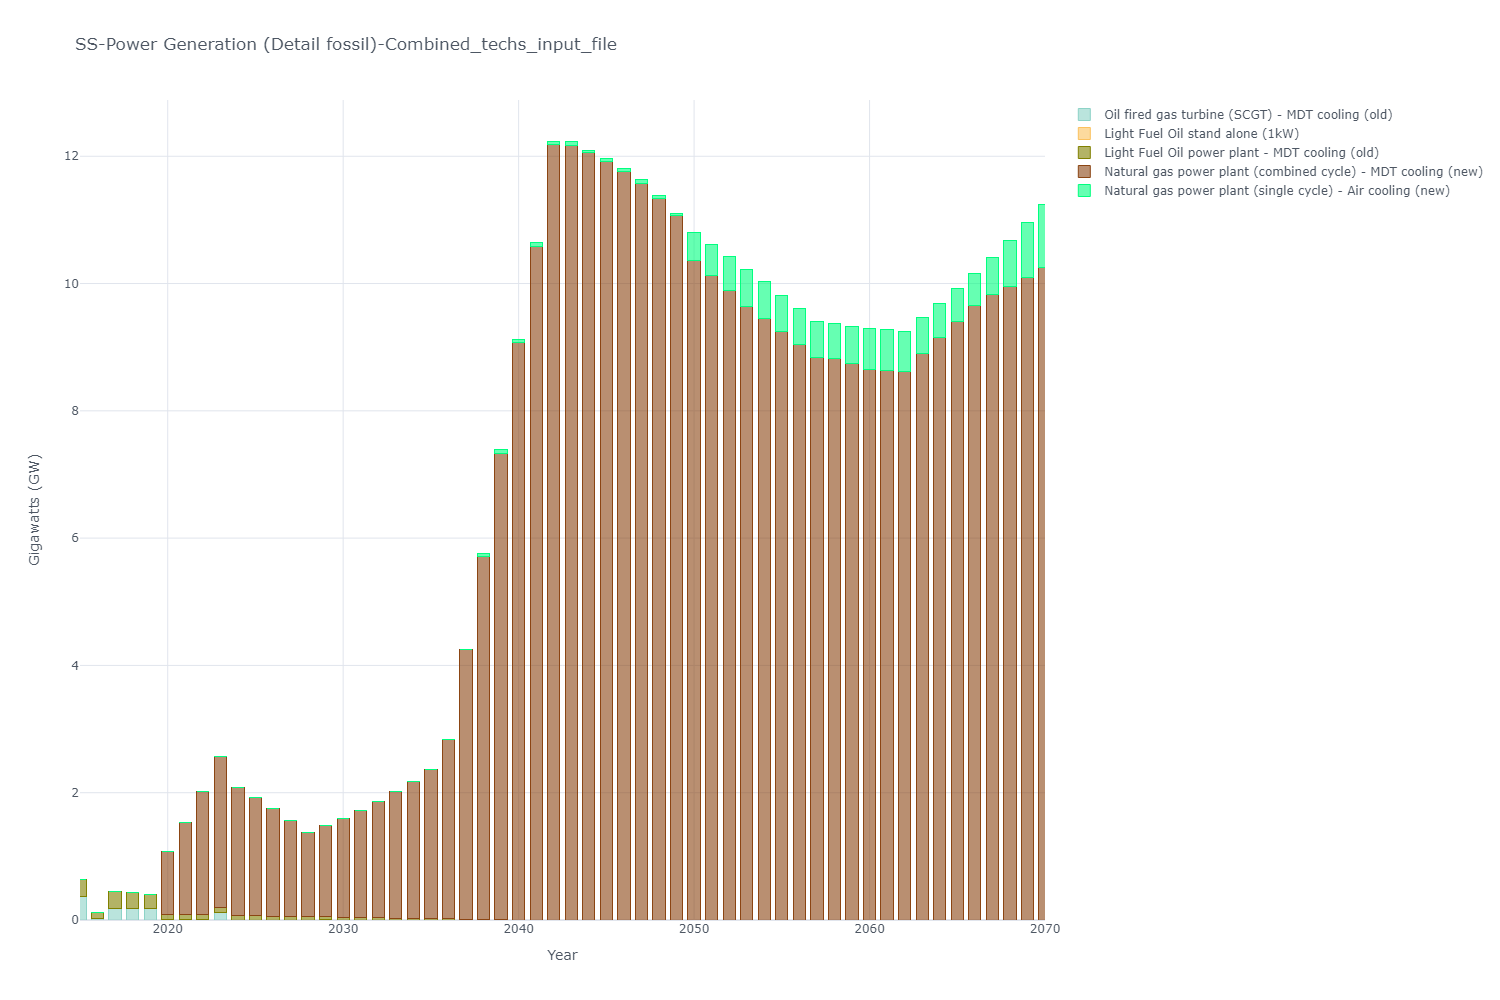 SS-Power Generation (Detail fossil)-Combined_techs_input_file
Oil fired gas turbine (SCGT) - MDT cooling (old)
Light Fuel Oil stand alone (1kW)
Light Fuel Oil power plant - MDT cooling (old)
Natural gas power plant (combined cycle) - MDT cooling (new)
Natural gas power plant (single cycle) - Air cooling (new)
12
10
8
6
4
2
0
Gigawatts (GW)
2020
2030
2040
2050
2060
2070
Year